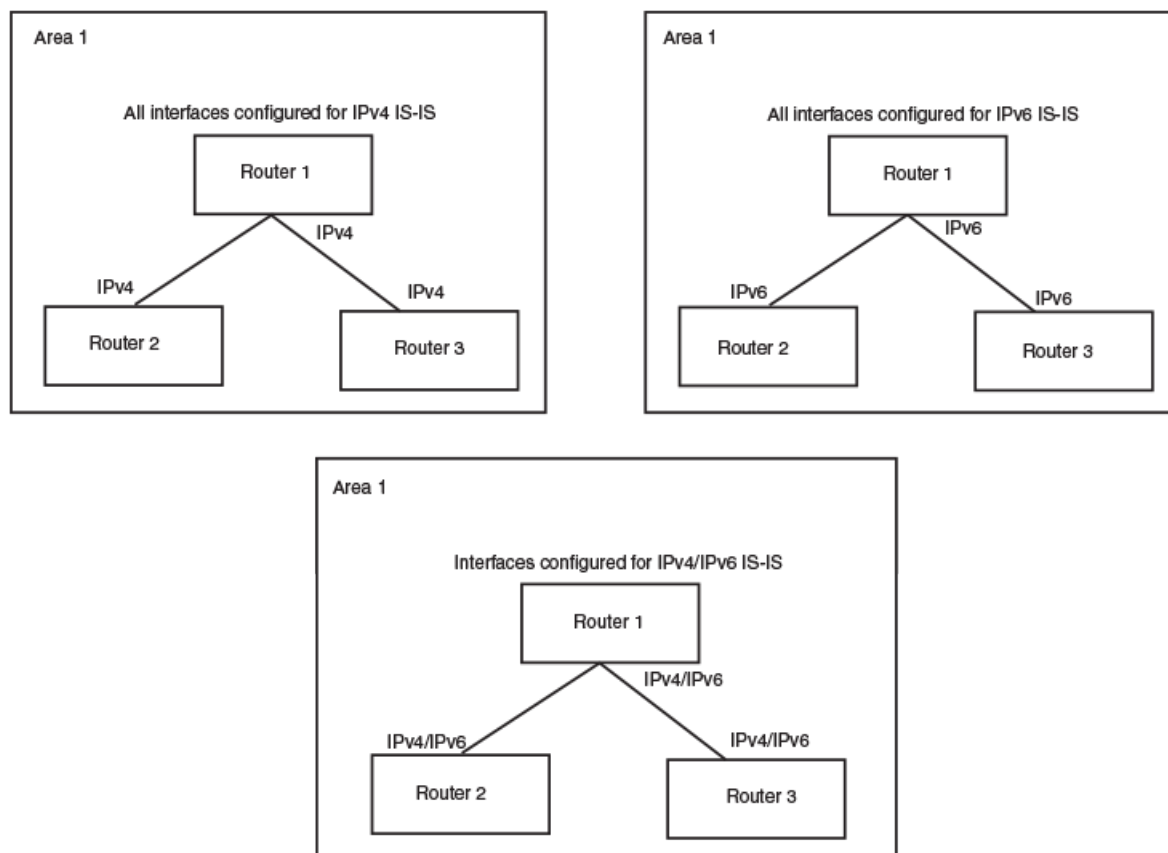 Area 1
All interfaces configured for IPv4 IS-IS
Router 1
IPv4
IPv4
IPv4
Router 2
Router 3
Area 1
All interfaces configured for IPv6 IS-IS
Router 1
IPv6
IPv6
IPv6
Router 2
Router 3
Area 1
Interfaces configured for IPv4/IPv6 IS-IS
Router 1
IPv4/IPv6
IPv4/IPv6
IPv4/IPv6
Router 2
Router 3